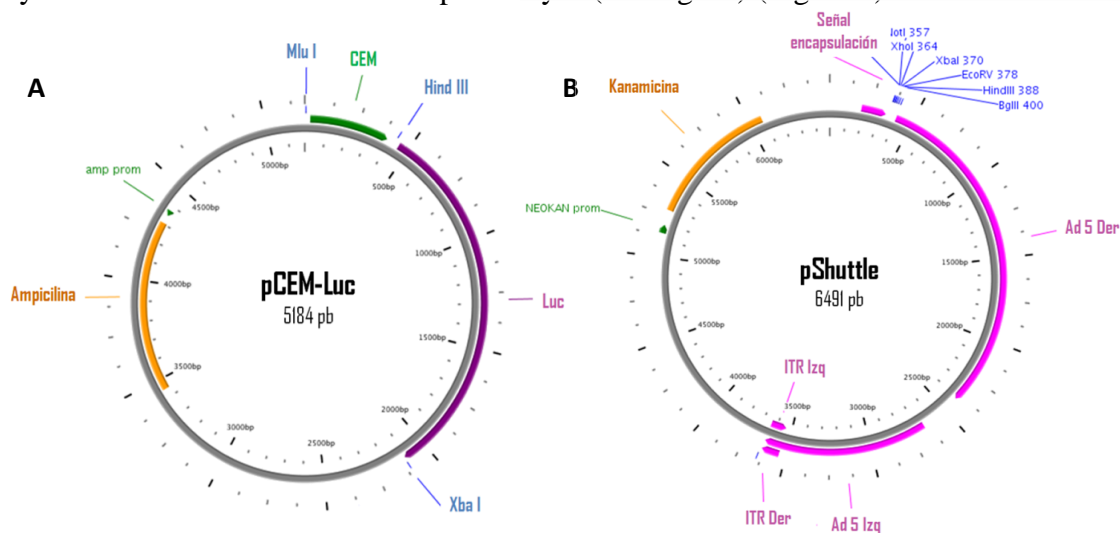 A
Mlu I
CEM
Hind III
amp prom
Ampicilina
5000bp
500bp
4500bp
1000bp
4000bp
1500bp
3500bp
2000bp
3000bp
2500bp
pCEM-Luc
5184 pb
Luc
Xba I
B
Señal
encapsulación
XhoI 364
XbaI 370
EcoRV 378
HindIII 388
BglII 400
Kanamicina
NEOKAN prom
6000bp
500bp
5500bp
1000bp
5000bp
1500bp
4500bp
2000bp
4000bp
2500bp
3500bp
3000bp
pShuttle
6491 pb
Ad 5 Der
ITR Izq
ITR Der
Ad 5 Izq